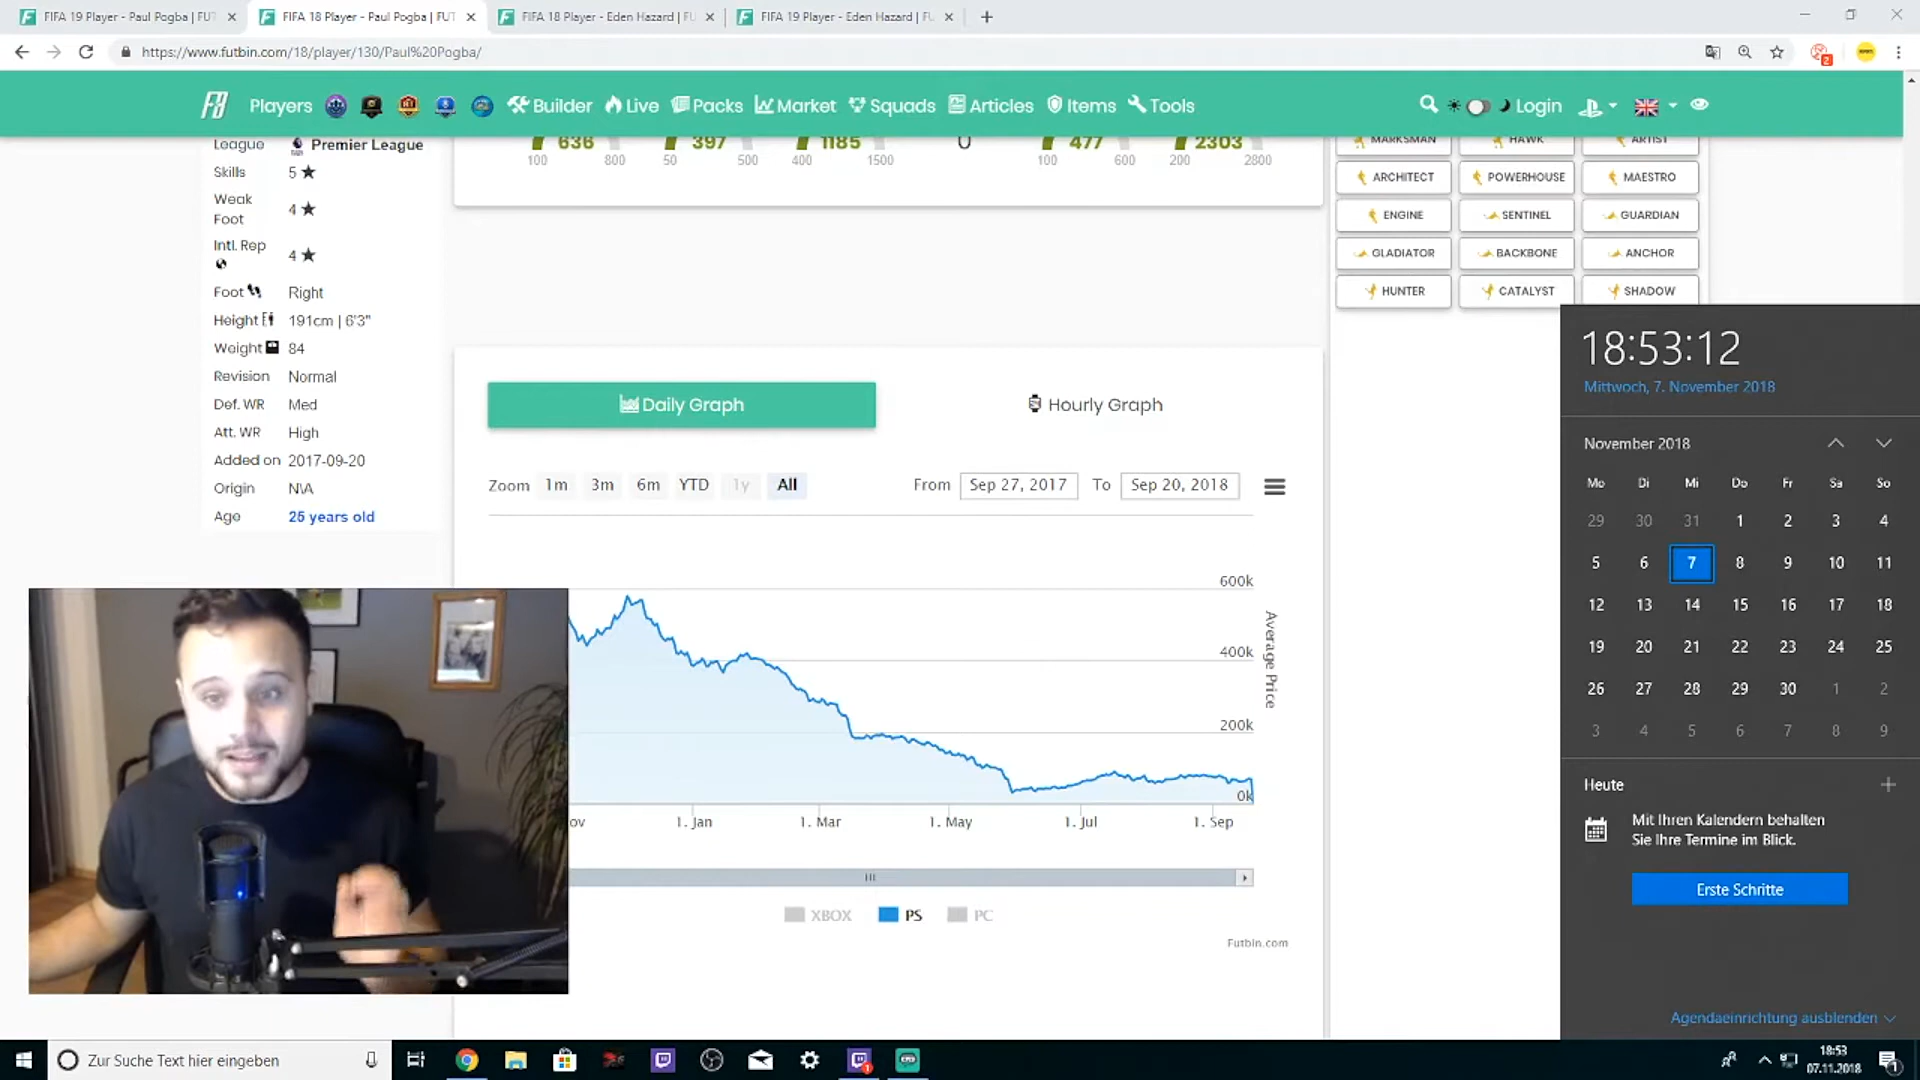 FIFA 19 Player - Paul Pogba | FUT
FIFA 18 Player - Paul Pogba | FUT
FIFA 18 Player - Eden Hazard | FU
FIFA 19 Player - Eden Hazard | FU
https://www.futbin.com/18/player/130/Paul%20Pogba/
2
Players
Builder
Live
Packs
Market
Squads
Articles
Items
Tools
Login
League Premier League
Skills 5
Weak Foot 4
Intl. Rep 4
Foot Right
Height 191cm | 6'3"
Weight 84
Revision Normal
Def. WR Med
Att. WR High
Added on 2017-09-20
Origin N\A
Age 25 years old
636 397 1185 0 477 2303
100 800 50 500 400 1500 100 600 200 2800
MARKSMAN HAWK ARTIST
ARCHITECT POWERHOUSE MAESTRO
ENGINE SENTINEL GUARDIAN
GLADIATOR BACKBONE ANCHOR
HUNTER CATALYST SHADOW
Daily Graph
Hourly Graph
Zoom 1m 3m 6m YTD 1y All
From Sep 27, 2017 To Sep 20, 2018
600k
400k
200k
0k
Average Price
ov 1. Jan 1. Mar 1. May 1. Jul 1. Sep
XBOX PS PC
Futbin.com
18:53:12
Mittwoch, 7. November 2018
November 2018
Mo Di Mi Do Fr Sa So
29 30 31 1 2 3 4
5 6 7 8 9 10 11
12 13 14 15 16 17 18
19 20 21 22 23 24 25
26 27 28 29 30 1 2
3 4 5 6 7 8 9
Heute
Mit Ihren Kalendern behalten
Sie Ihre Termine im Blick.
Erste Schritte
Agendaeinrichtung ausblenden
Zur Suche Text hier eingeben
18:53
07.11.2018